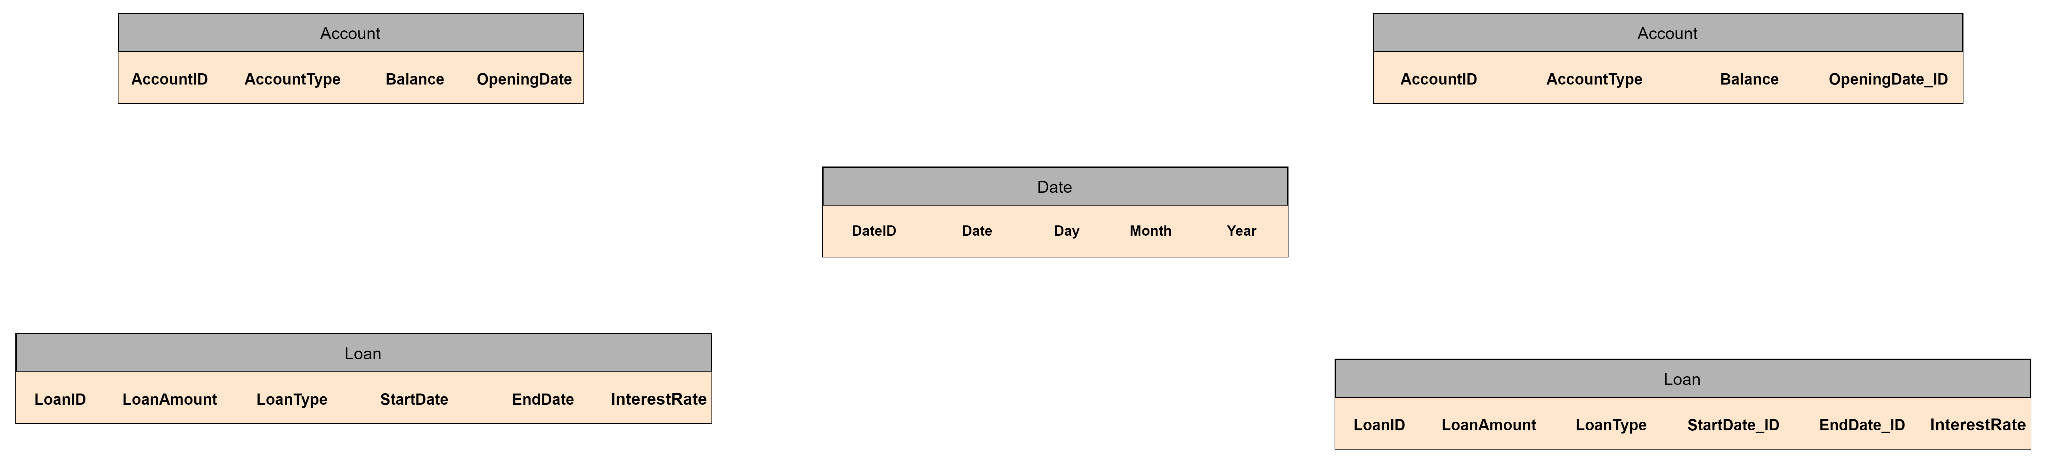 Account
AccountID AccountType Balance OpeningDate
Account
AccountID AccountType Balance OpeningDate_ID
Date
DateID Date Day Month Year
Loan
LoanID LoanAmount LoanType StartDate EndDate InterestRate
Loan
LoanID LoanAmount LoanType StartDate_ID EndDate_ID InterestRate